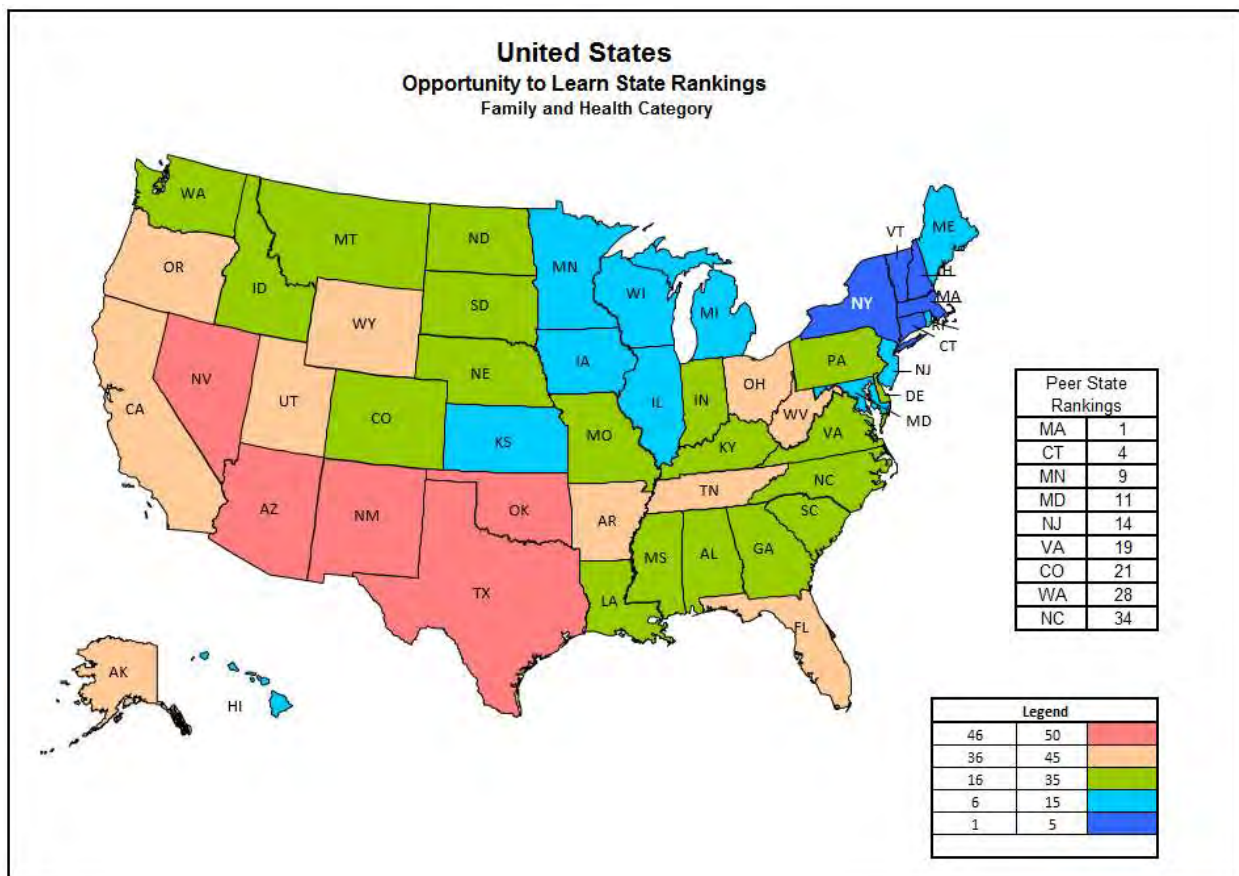 United States
Opportunity to Learn State Rankings
Family and Health Category
WA
MT
ND
MN
ME
VT
OR
ID
SD
WI
MI
NY
MA
WY
RI
CT
NE
IA
PA
NJ
NV
UT
CO
IL
IN
OH
DE
CA
KS
MO
WV
VA
MD
KY
NC
TN
AZ
NM
OK
AR
SC
MS
AL
GA
TX
LA
FL
AK
HI
Peer State
Rankings
MA 1
CT 4
MN 9
MD 11
NJ 14
VA 19
CO 21
WA 28
NC 34
Legend
46 50
36 45
16 35
6 15
1 5